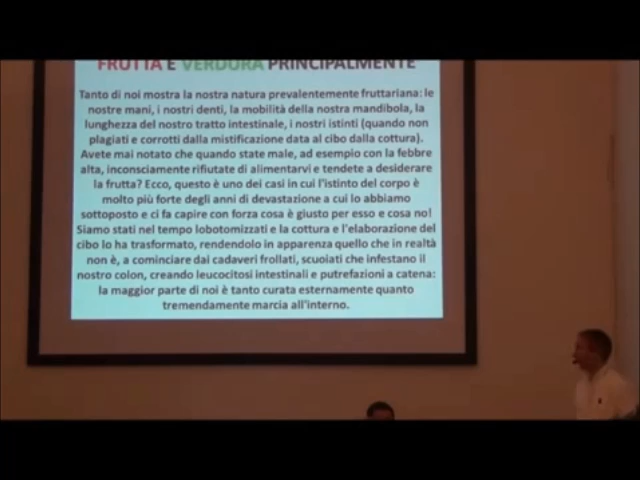 FRUTTA E VERDURA PRINCIPALMENTE
Tanto di noi mostra la nostra natura prevalentemente fruttariana: le
nostre mani, i nostri denti, la mobilità della nostra mandibola, la
lunghezza del nostro tratto intestinale, i nostri istinti (quando non
plagiati e corrotti dalla mistificazione data al cibo dalla cottura).
Avete mai notato che quando state male, ad esempio con la febbre
alta, inconsciamente rifiutate di alimentarvi e tendete a desiderare
la frutta? Ecco, questo è uno dei casi in cui l'istinto del corpo è
molto più forte degli anni di devastazione a cui lo abbiamo
sottoposto e ci fa capire con forza cosa è giusto per esso e cosa no!
Siamo stati nel tempo lobotomizzati e la cottura e l'elaborazione del
cibo lo ha trasformato, rendendolo in apparenza quello che in realtà
non è, a cominciare dai cadaveri frollati, scuoiati che infestano il
nostro colon, creando leucocitosi intestinali e putrefazioni a catena:
la maggior parte di noi è tanto curata esternamente quanto
tremendamente marcia all'interno.